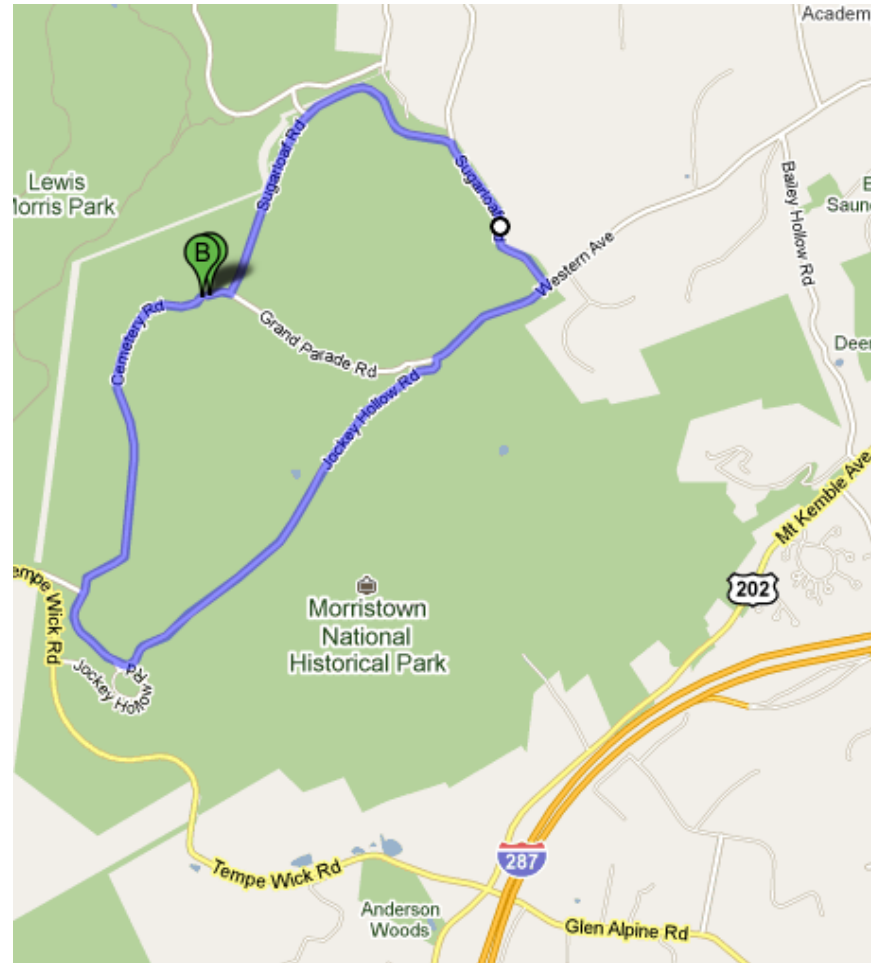 Academ
Sugarloaf Rd
Lewis
Morris Park
Sugarloaf
Bailey Hollow Rd
Saun
B
Western Ave
Cemetery Rd
Grand Parade Rd
Deer
Jockey Hollow Rd
Mt Kemble Ave
202
empe Wick Rd
Morristown
National
Historical Park
Jockey Hollow Rd
287
Tempe Wick Rd
Anderson
Woods
Glen Alpine Rd